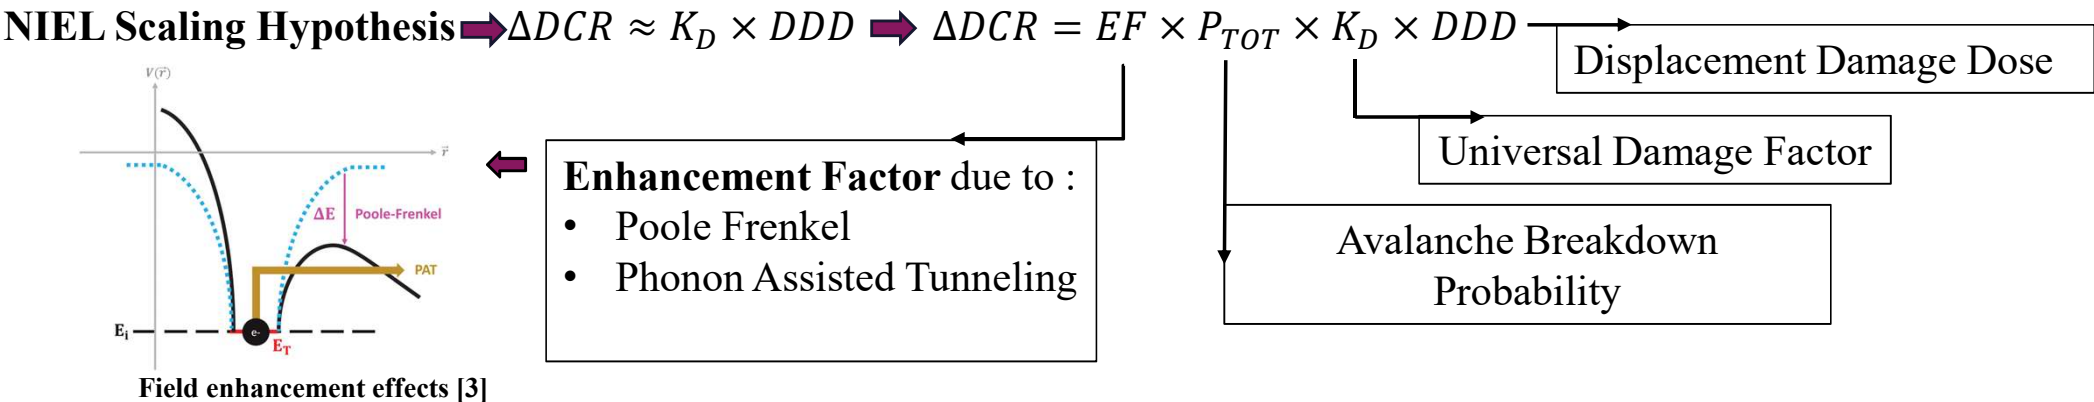 NIEL Scaling Hypothesis ΔDCR ≈ K_D × DDD ΔDCR = EF × P_TOT × K_D × DDD
Displacement Damage Dose
Universal Damage Factor
Avalanche Breakdown
Probability
Enhancement Factor due to :
• Poole Frenkel
• Phonon Assisted Tunneling
V(r⃗)
r⃗
ΔE Poole-Frenkel
PAT
E_i
e-
E_T
Field enhancement effects [3]